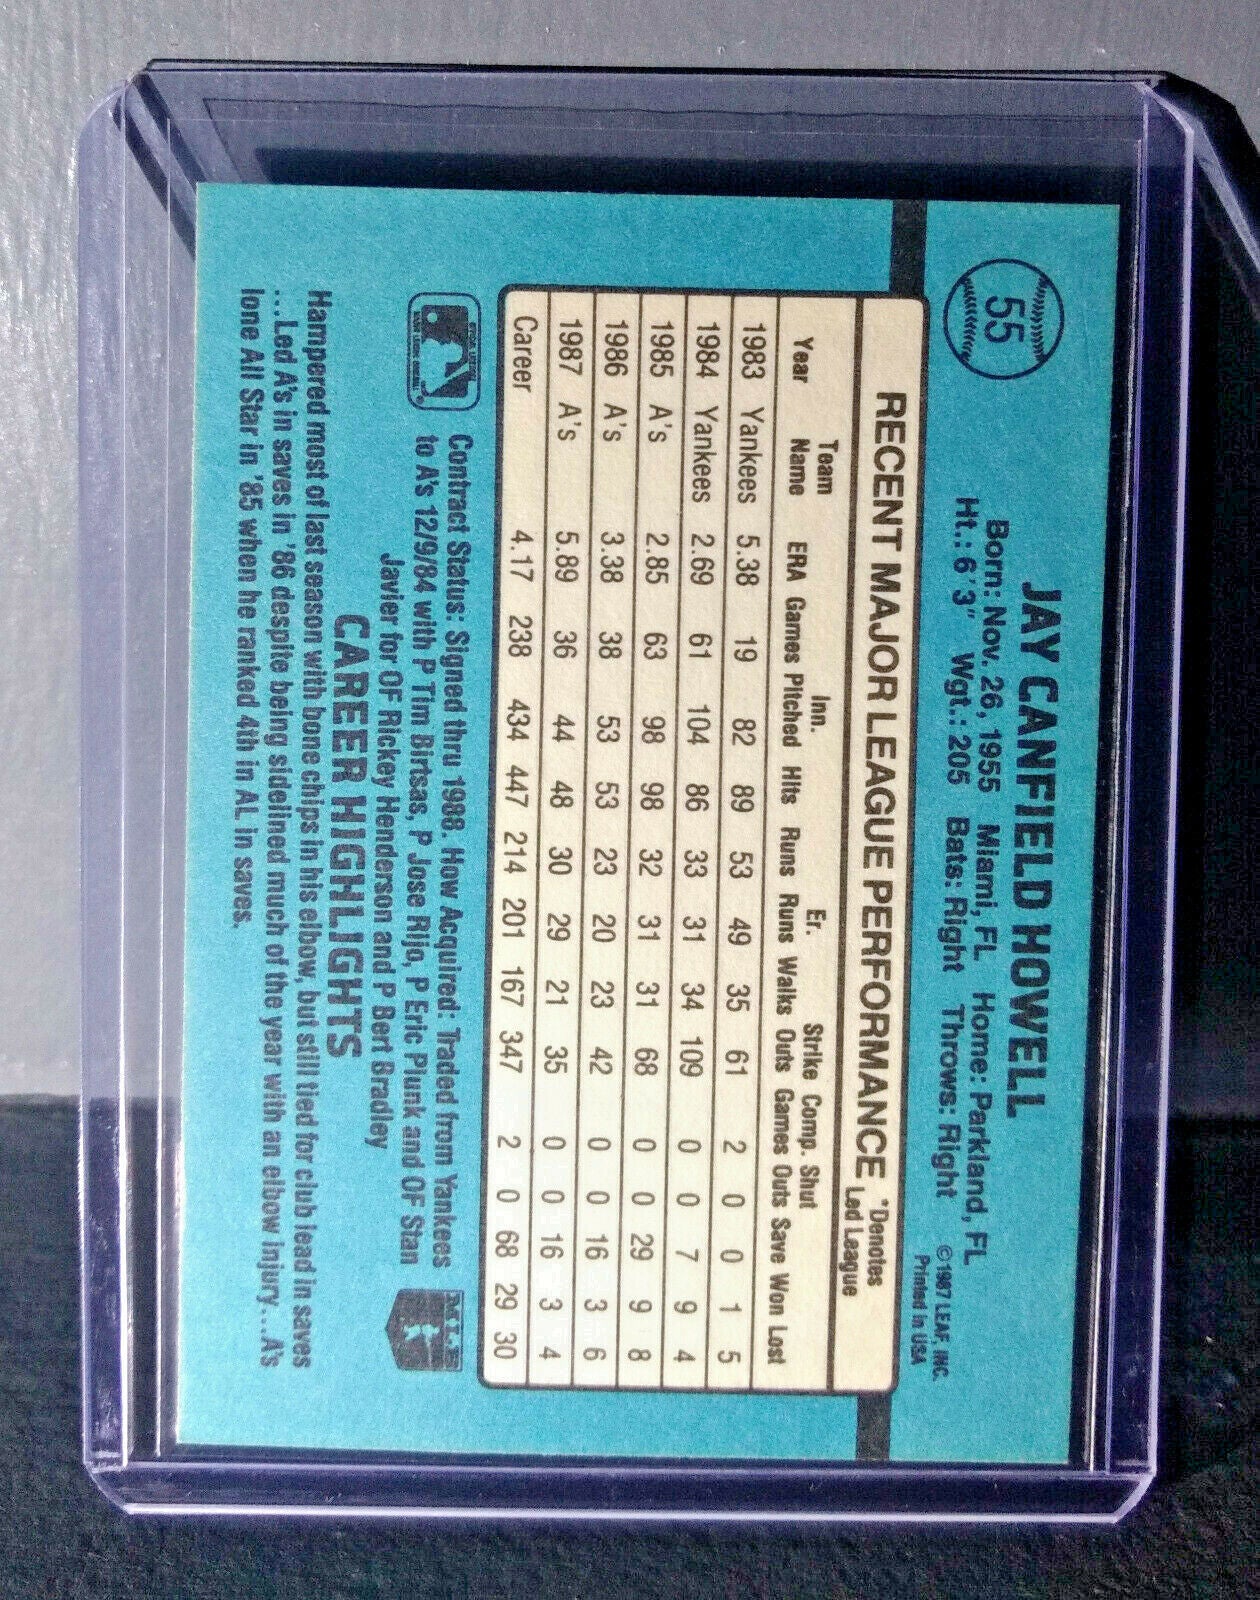 55
JAY CANFIELD HOWELL
Born: Nov. 26, 1955 Miami, FL Home: Parkland, FL
Ht.: 6'3" Wgt.: 205 Bats: Right Throws: Right
©1987 LEAF, INC.
Printed in USA
RECENT MAJOR LEAGUE PERFORMANCE *Denotes Led League
Year Team Name ERA Games Inn. Pitched Hits Runs Er. Runs Walks Strike Outs Comp. Games Shut Outs Save Won Lost
1983 Yankees 5.38 19 82 89 53 49 35 61 2 0 0 1 5
1984 Yankees 2.69 61 104 86 33 31 34 109 0 0 7 9 4
1985 A's 2.85 63 98 98 32 31 31 68 0 0 29 9 8
1986 A's 3.38 38 53 53 23 20 23 42 0 0 16 3 6
1987 A's 5.89 36 44 48 30 29 21 35 0 0 16 3 4
Career 4.17 238 434 447 214 201 167 347 2 0 68 29 30
Contract Status: Signed thru 1988. How Acquired: Traded from Yankees
to A's 12/9/84 with P Tim Birtsas, P Jose Rijo, P Eric Plunk and OF Stan
Javier for OF Rickey Henderson and P Bert Bradley
CAREER HIGHLIGHTS
Hampered most of last season with bone chips in his elbow, but still tied for club lead in saves
...Led A's in saves in '86 despite being sidelined much of the year with an elbow injury...A's
lone All Star in '85 when he ranked 4th in AL in saves.